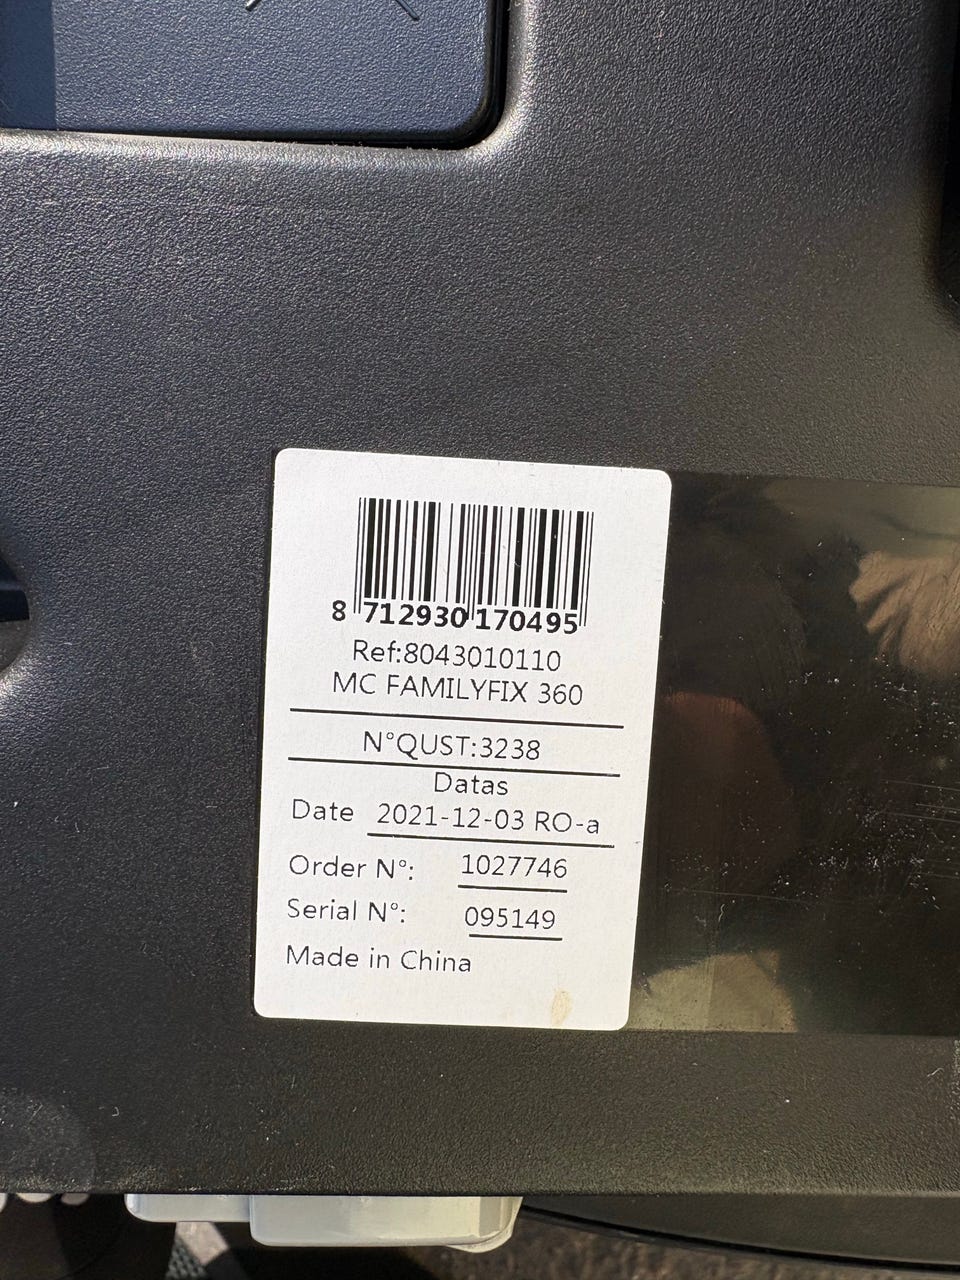 8 712930 170495
Ref:8043010110
MC FAMILYFIX 360
N°QUST:3238
Datas
Date 2021-12-03 RO-a
Order N°: 1027746
Serial N°: 095149
Made in China